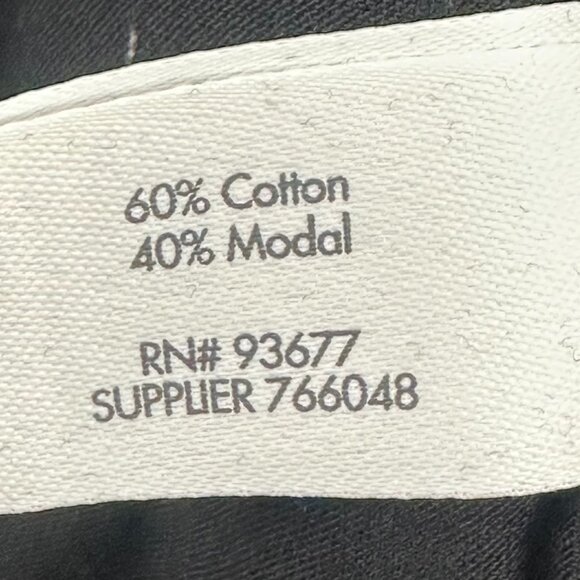 60% Cotton
40% Modal
RN# 93677
SUPPLIER 766048